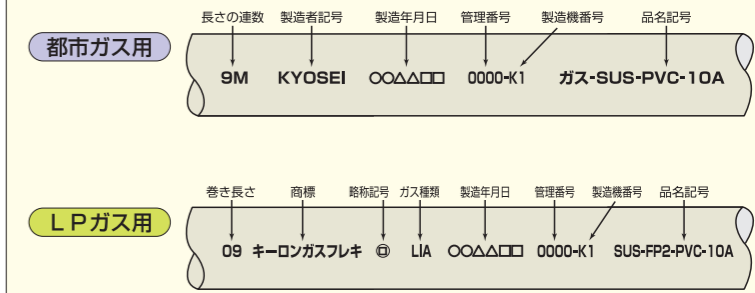 長さの連数 製造者記号 製造年月日 管理番号 製造機番号 品名記号
都市ガス用
9M KYOSEI ○○△△□□ 0000-K1 ガス-SUS-PVC-10A
巻き長さ 商標 略称記号 ガス種類 製造年月日 管理番号 製造機番号 品名記号
LPガス用
09 キーロンガスフレキ LIA ○○△△□□ 0000-K1 SUS-FP2-PVC-10A